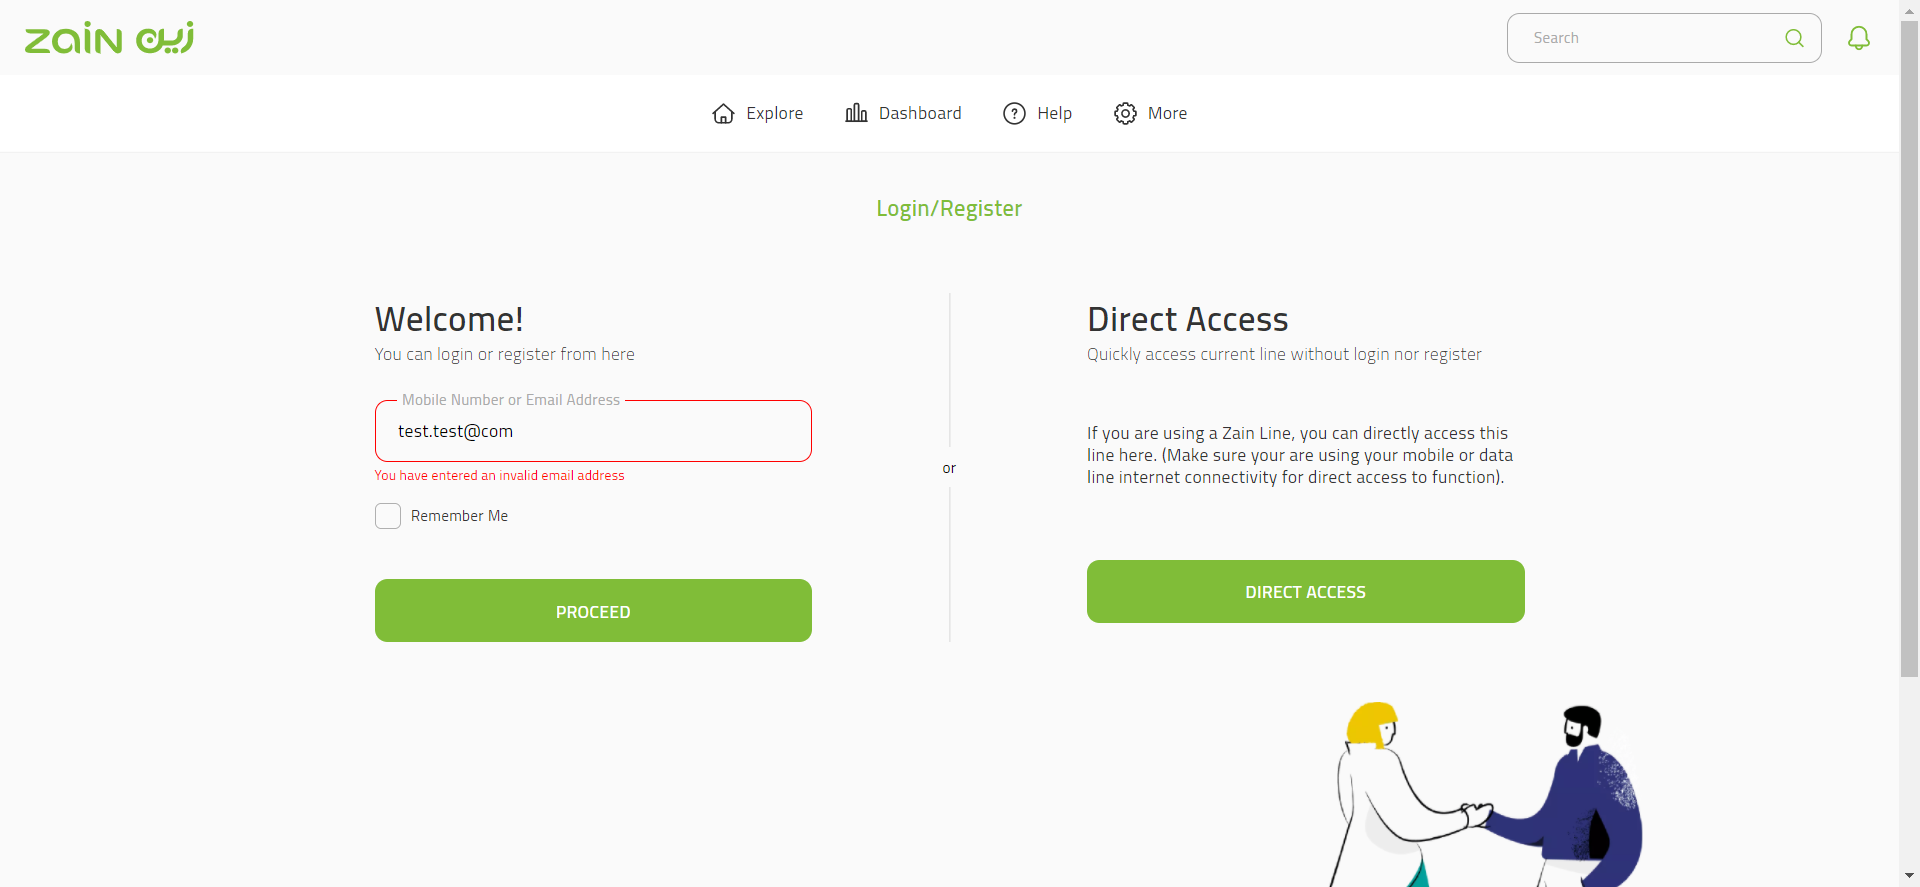 zain زين
Search
Explore
Dashboard
Help
More
Login/Register
Welcome!
You can login or register from here
Mobile Number or Email Address
test.test@com
You have entered an invalid email address
Remember Me
PROCEED
or
Direct Access
Quickly access current line without login nor register
If you are using a Zain Line, you can directly access this
line here. (Make sure your are using your mobile or data
line internet connectivity for direct access to function).
DIRECT ACCESS